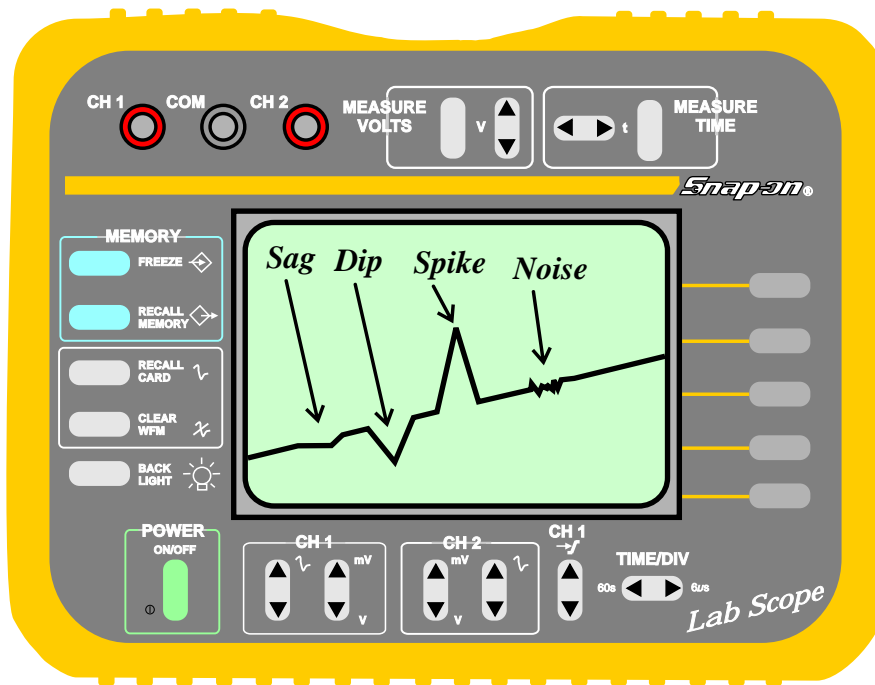 CH 1 COM CH 2
MEASURE
VOLTS
V
t
MEASURE
TIME
Snap-on®
MEMORY
FREEZE
RECALL
MEMORY
RECALL
CARD
CLEAR
WFM
BACK
LIGHT
Sag Dip Spike Noise
POWER
ON/OFF
CH 1
mV
V
CH 2
mV
V
CH 1
TIME/DIV
60s
6us
Lab Scope